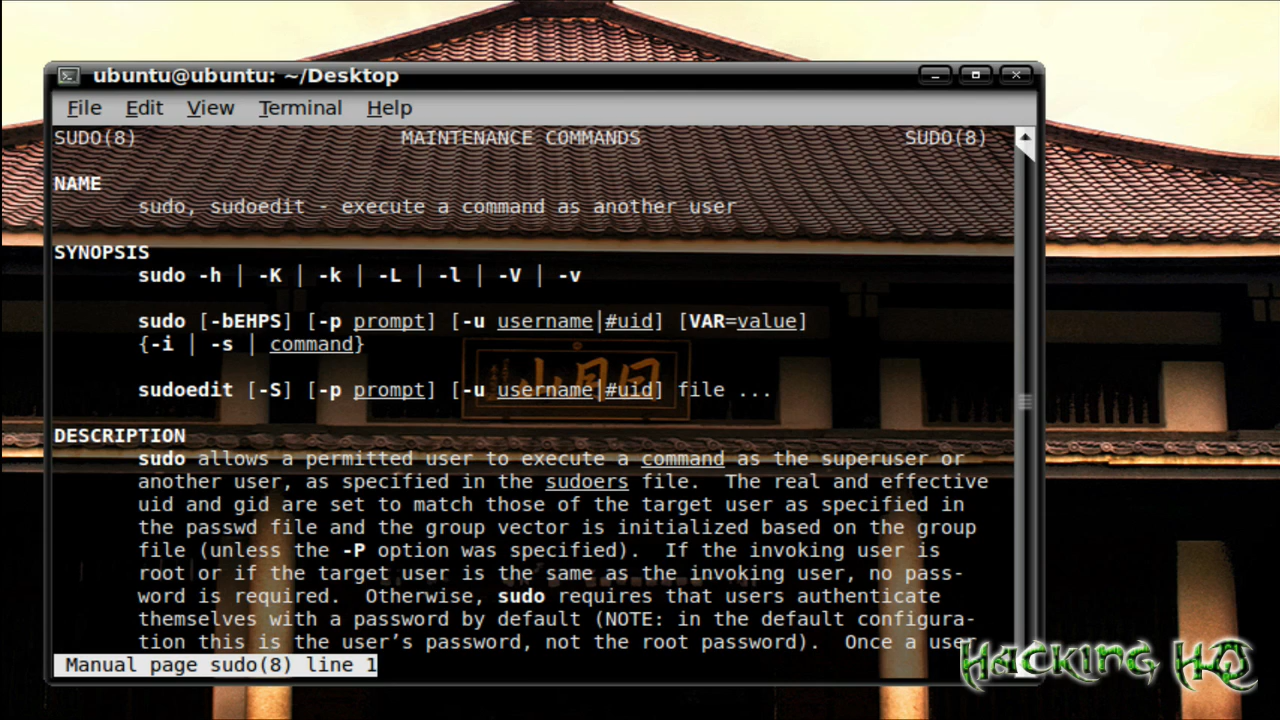 ubuntu@ubuntu: ~/Desktop
File Edit View Terminal Help
SUDO(8) MAINTENANCE COMMANDS SUDO(8)
NAME
sudo, sudoedit - execute a command as another user
SYNOPSIS
sudo -h | -K | -k | -L | -l | -V | -v
sudo [-bEHPS] [-p prompt] [-u username|#uid] [VAR=value]
{-i | -s | command}
sudoedit [-S] [-p prompt] [-u username|#uid] file ...
DESCRIPTION
sudo allows a permitted user to execute a command as the superuser or
another user, as specified in the sudoers file.  The real and effective
uid and gid are set to match those of the target user as specified in
the passwd file and the group vector is initialized based on the group
file (unless the -P option was specified).  If the invoking user is
root or if the target user is the same as the invoking user, no pass-
word is required.  Otherwise, sudo requires that users authenticate
themselves with a password by default (NOTE: in the default configura-
tion this is the user’s password, not the root password).  Once a user
Manual page sudo(8) line 1
Hacking HQ